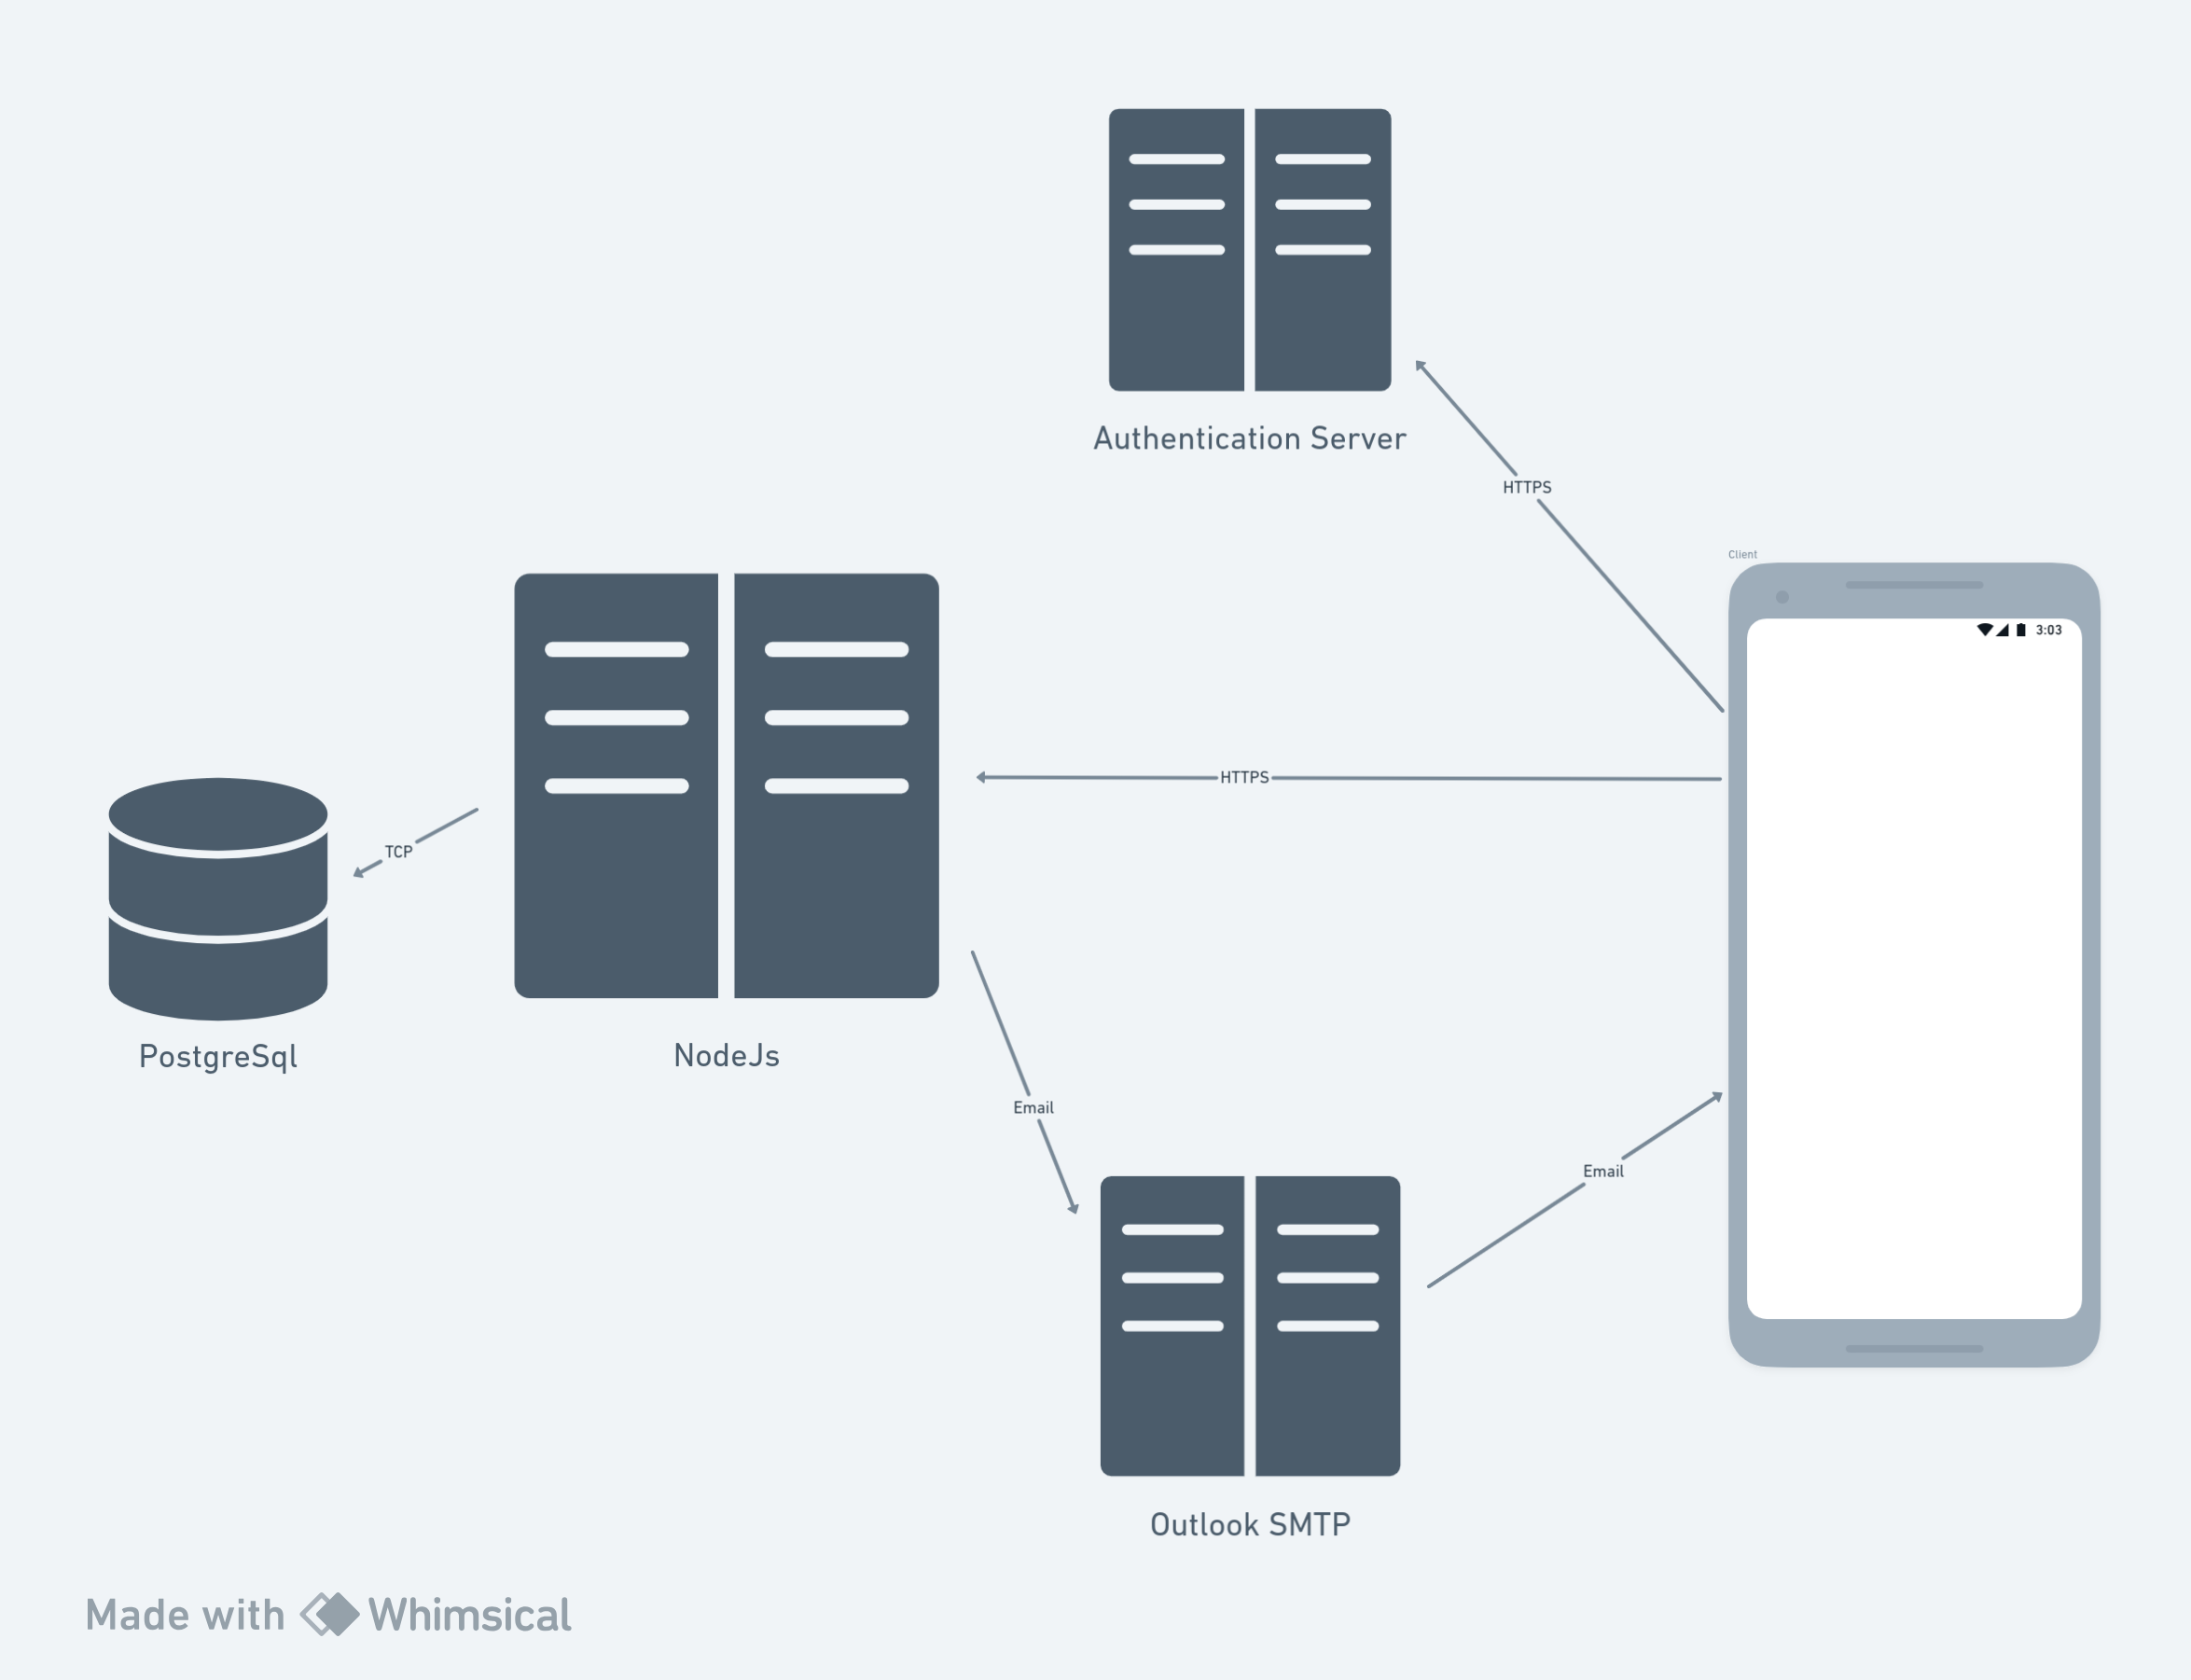 Authentication Server
HTTPS
Client
3:03
HTTPS
TCP
PostgreSql
NodeJs
Email
Email
Outlook SMTP
Made with Whimsical